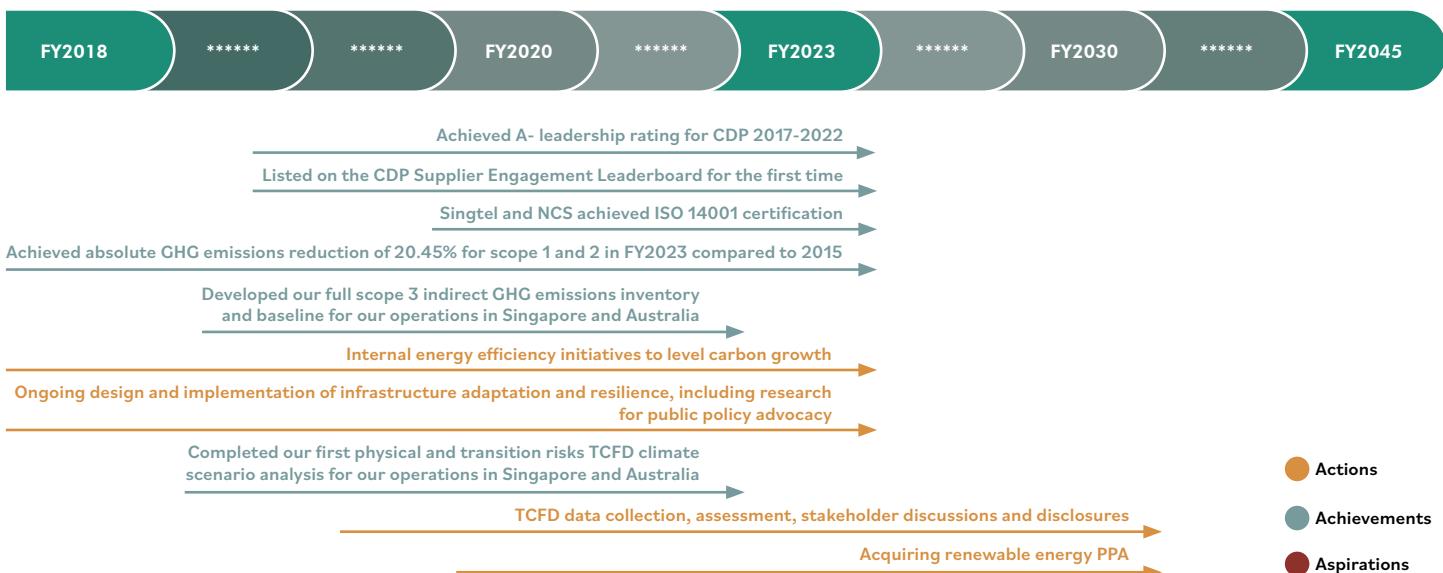 FY2018 ****** ****** FY2020 ****** FY2023 ****** FY2030 ****** FY2045
Achieved A- leadership rating for CDP 2017-2022
Listed on the CDP Supplier Engagement Leaderboard for the first time
Singtel and NCS achieved ISO 14001 certification
Achieved absolute GHG emissions reduction of 20.45% for scope 1 and 2 in FY2023 compared to 2015
Developed our full scope 3 indirect GHG emissions inventory
and baseline for our operations in Singapore and Australia
Internal energy efficiency initiatives to level carbon growth
Ongoing design and implementation of infrastructure adaptation and resilience, including research
for public policy advocacy
Completed our first physical and transition risks TCFD climate
scenario analysis for our operations in Singapore and Australia
TCFD data collection, assessment, stakeholder discussions and disclosures
Acquiring renewable energy PPA
Actions
Achievements
Aspirations